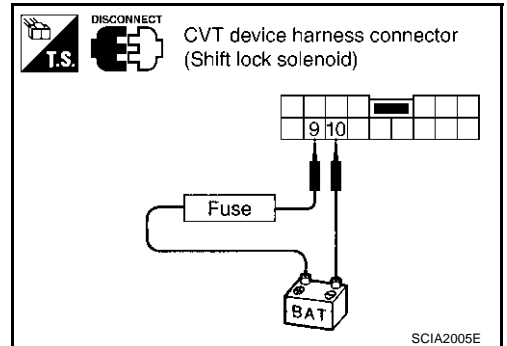 DISCONNECT
T.S.
CVT device harness connector
(Shift lock solenoid)
9 10
Fuse
BAT
SCIA2005E